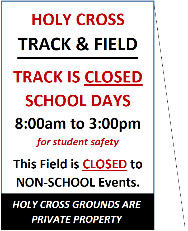 HOLY CROSS
TRACK & FIELD
TRACK IS CLOSED
SCHOOL DAYS
8:00am to 3:00pm
for student safety
This Field is CLOSED to
NON-SCHOOL Events.
HOLY CROSS GROUNDS ARE
PRIVATE PROPERTY